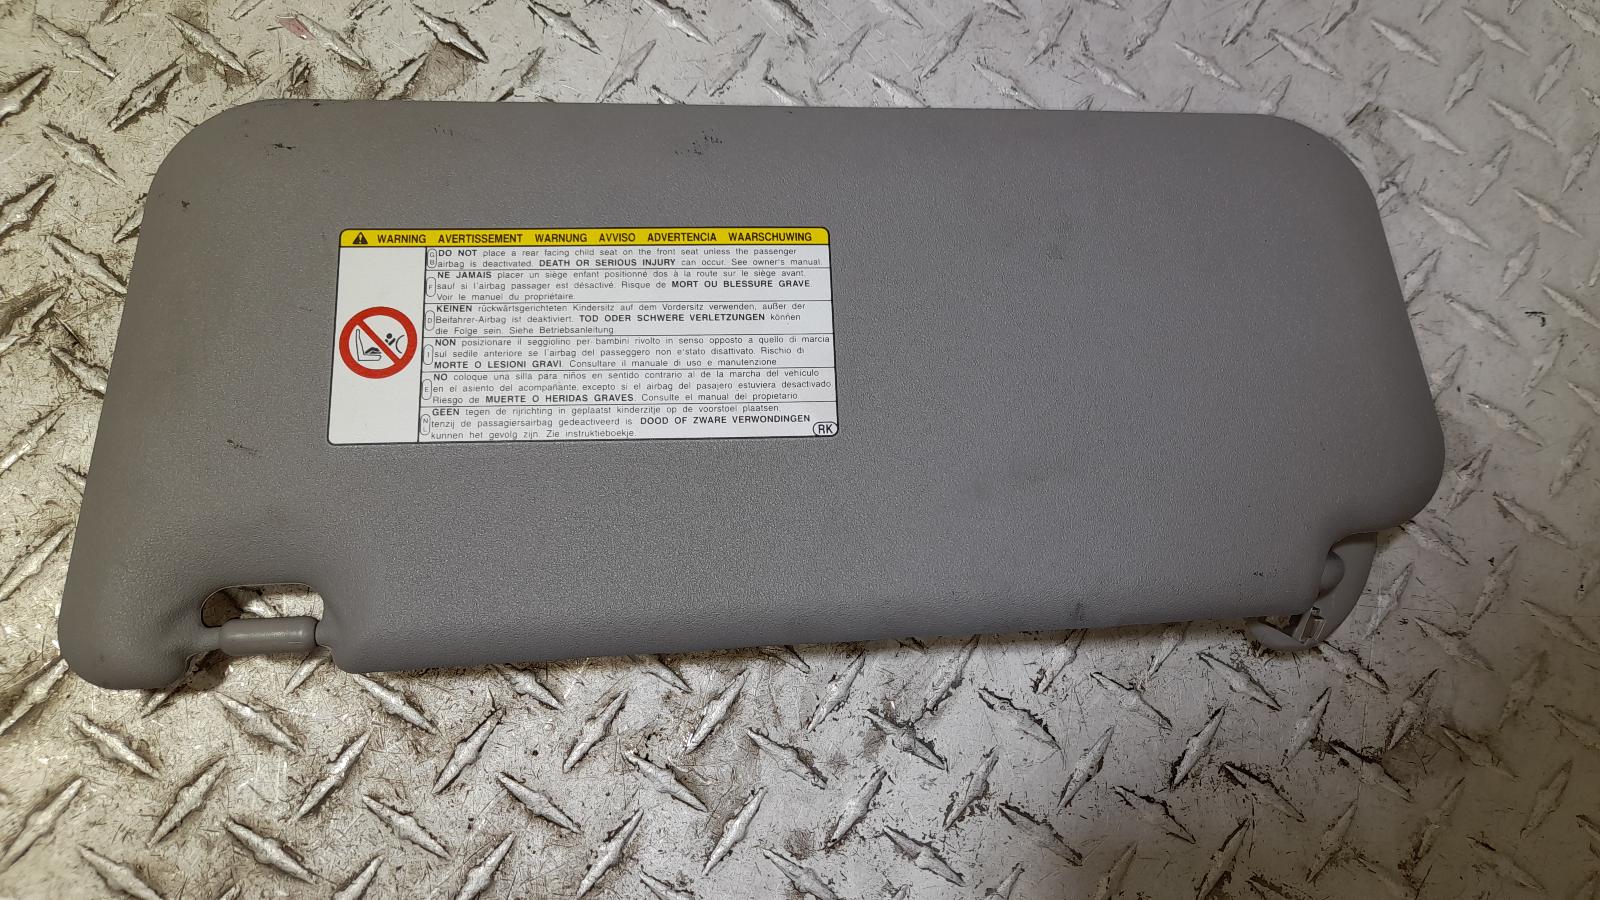 WARNING AVERTISSEMENT WARNUNG AVVISO ADVERTENCIA WAARSCHUWING
GB
DO NOT place a rear facing child seat on the front seat unless the passenger
airbag is deactivated. DEATH OR SERIOUS INJURY can occur. See owner's manual.
F
NE JAMAIS placer un siège enfant positionné dos à la route sur le siège avant,
sauf si l'airbag passager est désactivé. Risque de MORT OU BLESSURE GRAVE.
Voir le manuel du propriétaire.
D
KEINEN rückwärtsgerichteten Kindersitz auf dem Vordersitz verwenden, außer der
Beifahrer-Airbag ist deaktiviert. TOD ODER SCHWERE VERLETZUNGEN können
die Folge sein. Siehe Betriebsanleitung
I
NON posizionare il seggiolino per bambini rivolto in senso opposto a quello di marcia
sul sedile anteriore se l'airbag del passeggero non e'stato disattivato. Rischio di
MORTE O LESIONI GRAVI. Consultare il manuale di uso e manutenzione
E
NO coloque una silla para niños en sentido contrario al de la marcha del vehículo
en el asiento del acompañante, excepto si el airbag del pasajero estuviera desactivado.
Riesgo de MUERTE O HERIDAS GRAVES. Consulte el manual del propietario
NL
GEEN tegen de rijrichting in geplaatst kinderzitje op de voorstoel plaatsen,
tenzij de passagiersairbag gedeactiveerd is DOOD OF ZWARE VERWONDINGEN
kunnen het gevolg zijn. Zie instruktieboekje.
RK